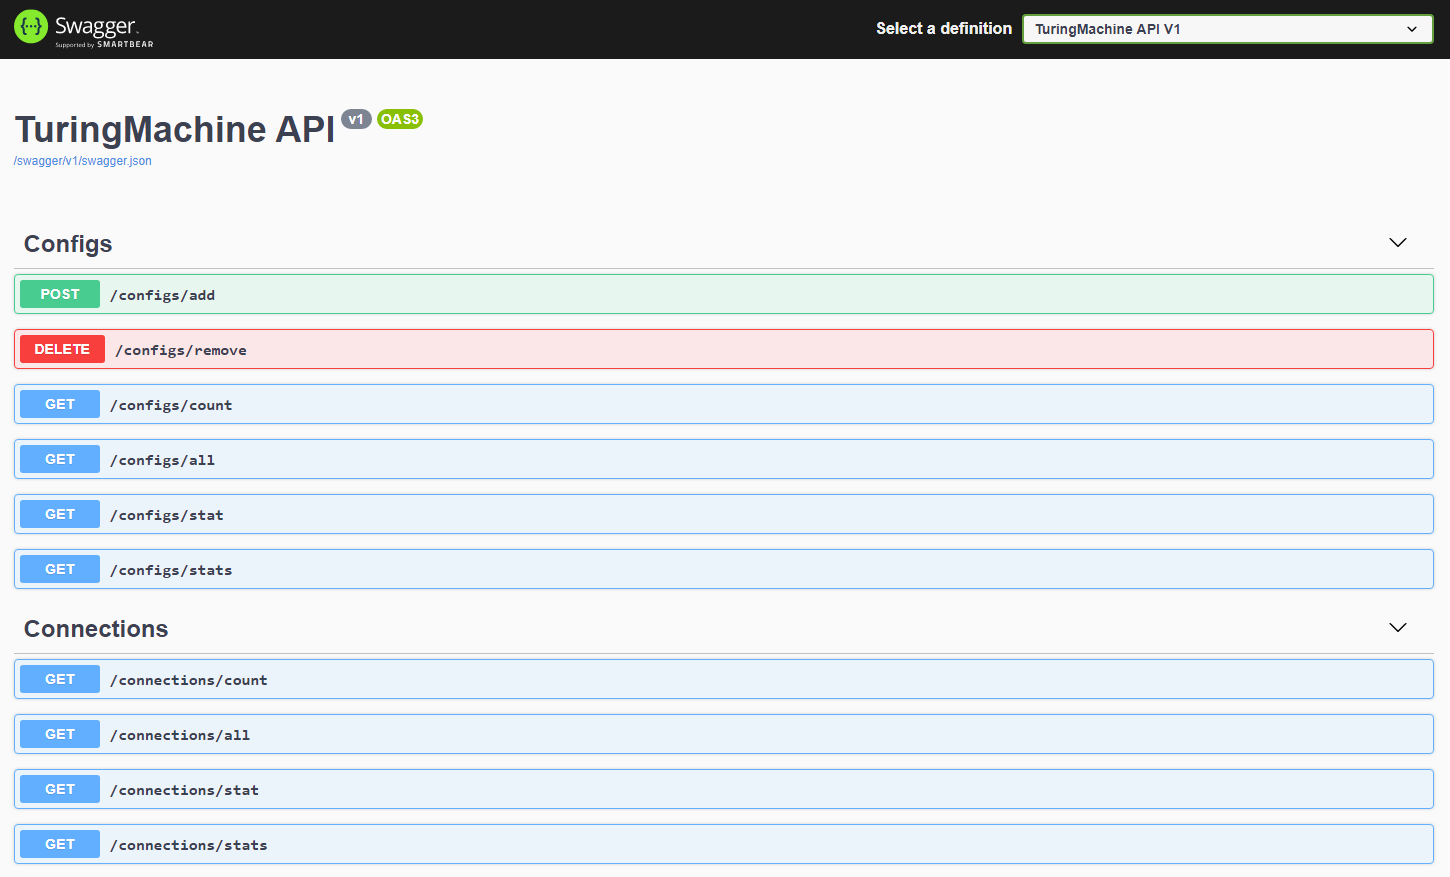 Swagger.
Supported by SMARTBEAR
Select a definition
TuringMachine API V1
TuringMachine API v1 OAS3
/swagger/v1/swagger.json
Configs
POST /configs/add
DELETE /configs/remove
GET /configs/count
GET /configs/all
GET /configs/stat
GET /configs/stats
Connections
GET /connections/count
GET /connections/all
GET /connections/stat
GET /connections/stats